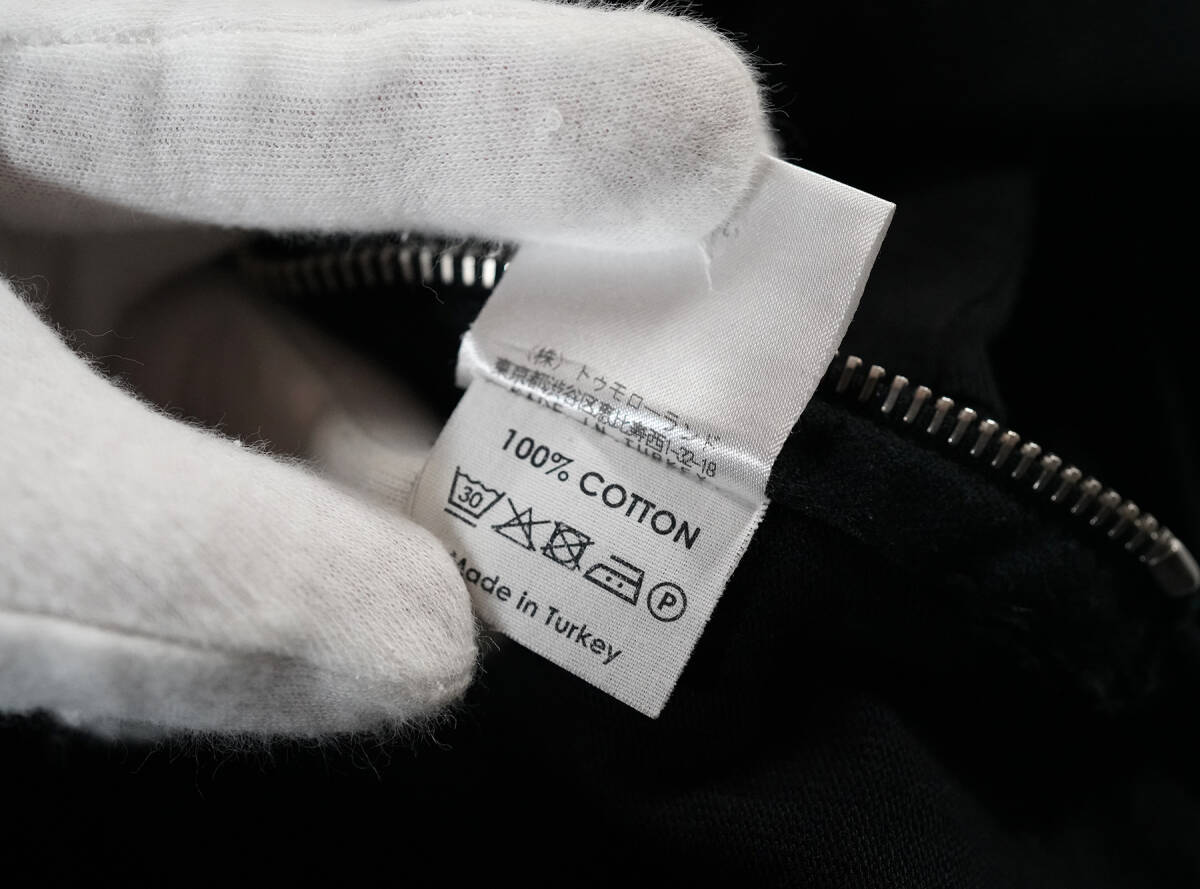 (株)トゥモローランド
東京都渋谷区恵比寿西1-32-18
100% COTTON
30
P
Made in Turkey